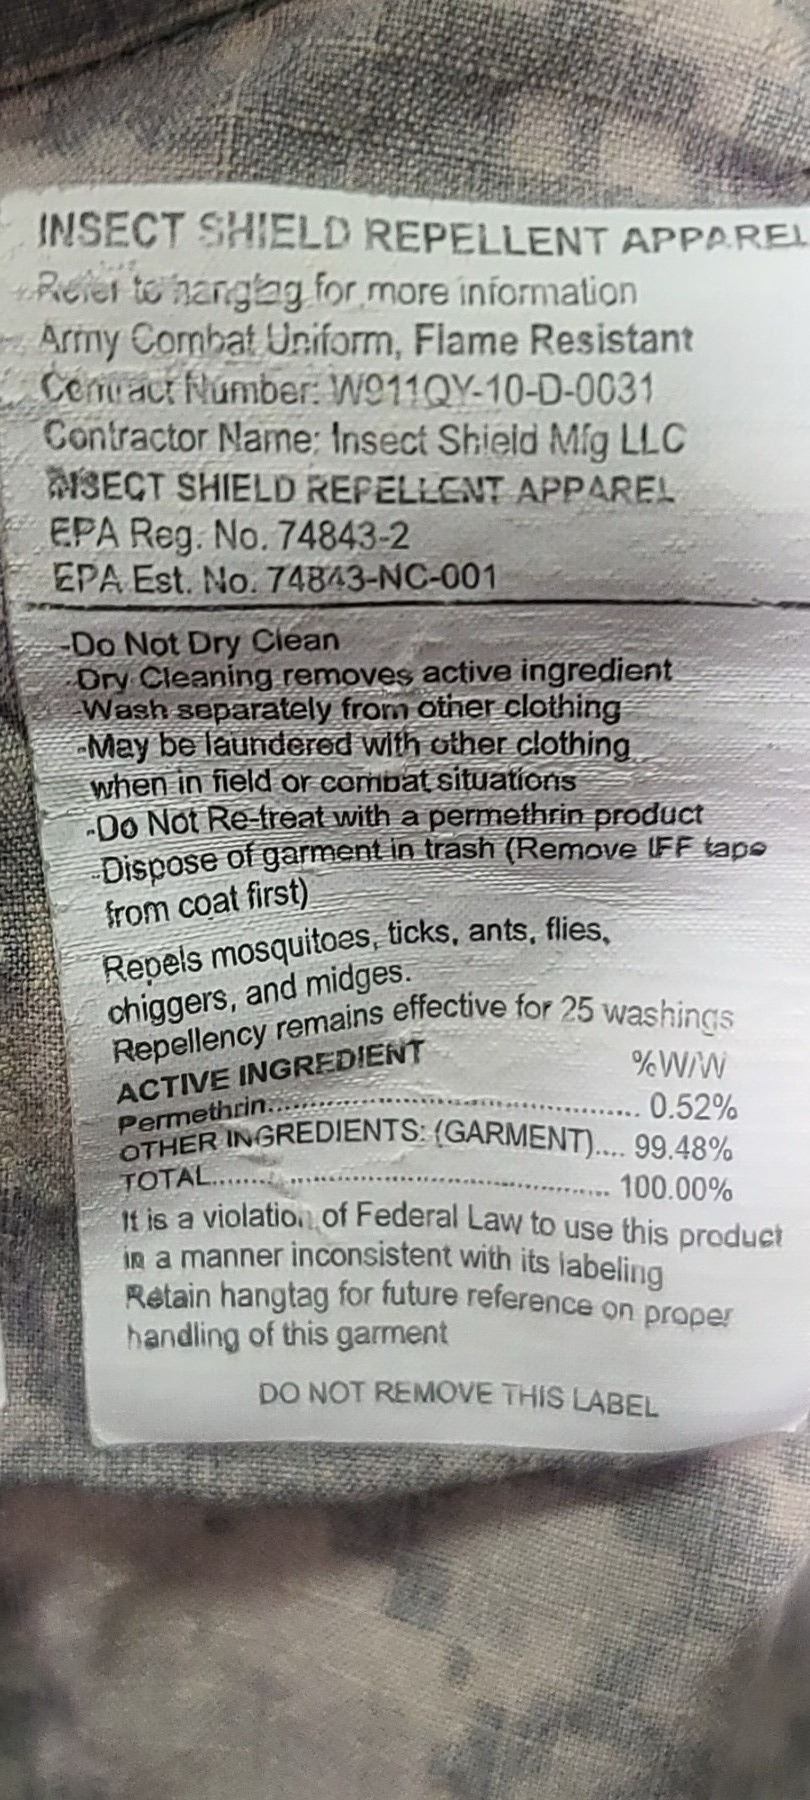 INSECT SHIELD REPELLENT APPAREL
Refer to hangtag for more information
Army Combat Uniform, Flame Resistant
Contract Number: W911QY-10-D-0031
Contractor Name: Insect Shield Mfg LLC
INSECT SHIELD REPELLENT APPAREL
EPA Reg. No. 74843-2
EPA Est. No. 74843-NC-001
-Do Not Dry Clean
-Dry Cleaning removes active ingredient
-Wash separately from other clothing
-May be laundered with other clothing
when in field or combat situations
-Do Not Re-treat with a permethrin product
-Dispose of garment in trash (Remove IFF tape
from coat first)
Repels mosquitoes, ticks, ants, flies,
chiggers, and midges.
Repellency remains effective for 25 washings
ACTIVE INGREDIENT %W/W
Permethrin.......................................... 0.52%
OTHER INGREDIENTS: (GARMENT).... 99.48%
TOTAL................................................ 100.00%
It is a violation of Federal Law to use this product
in a manner inconsistent with its labeling
Retain hangtag for future reference on proper
handling of this garment
DO NOT REMOVE THIS LABEL